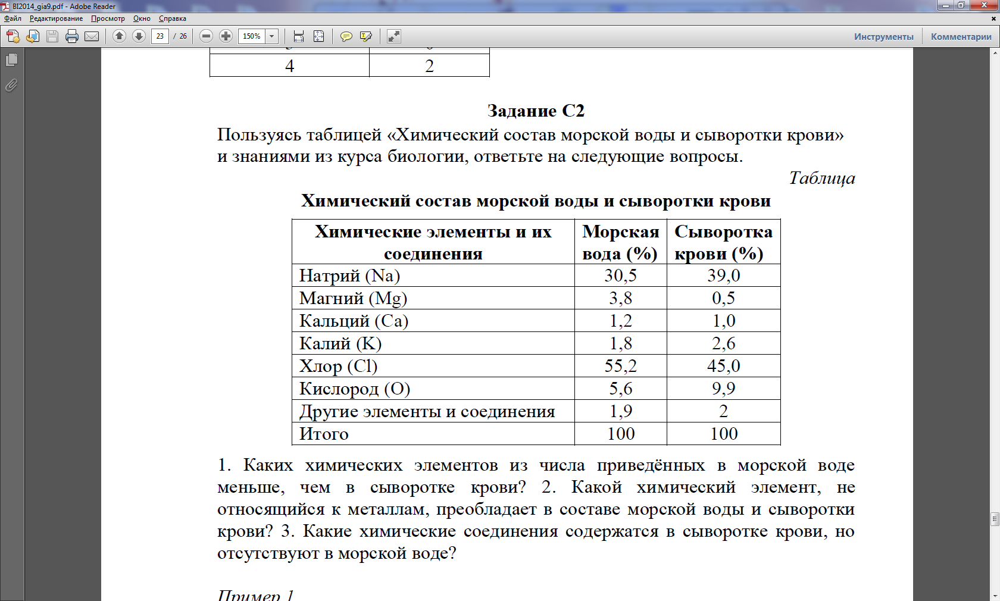 BI2014_gia9.pdf - Adobe Reader
Файл Редактирование Просмотр Окно Справка
23 / 26 150% Инструменты Комментарии
4 2
Задание С2
Пользуясь таблицей «Химический состав морской воды и сыворотки крови»
и знаниями из курса биологии, ответьте на следующие вопросы.
Таблица
Химический состав морской воды и сыворотки крови
Химические элементы и их соединения Морская вода (%) Сыворотка крови (%)
Натрий (Na) 30,5 39,0
Магний (Mg) 3,8 0,5
Кальций (Ca) 1,2 1,0
Калий (K) 1,8 2,6
Хлор (Cl) 55,2 45,0
Кислород (O) 5,6 9,9
Другие элементы и соединения 1,9 2
Итого 100 100
1. Каких химических элементов из числа приведённых в морской воде
меньше, чем в сыворотке крови? 2. Какой химический элемент, не
относящийся к металлам, преобладает в составе морской воды и сыворотки
крови? 3. Какие химические соединения содержатся в сыворотке крови, но
отсутствуют в морской воде?
Пример 1